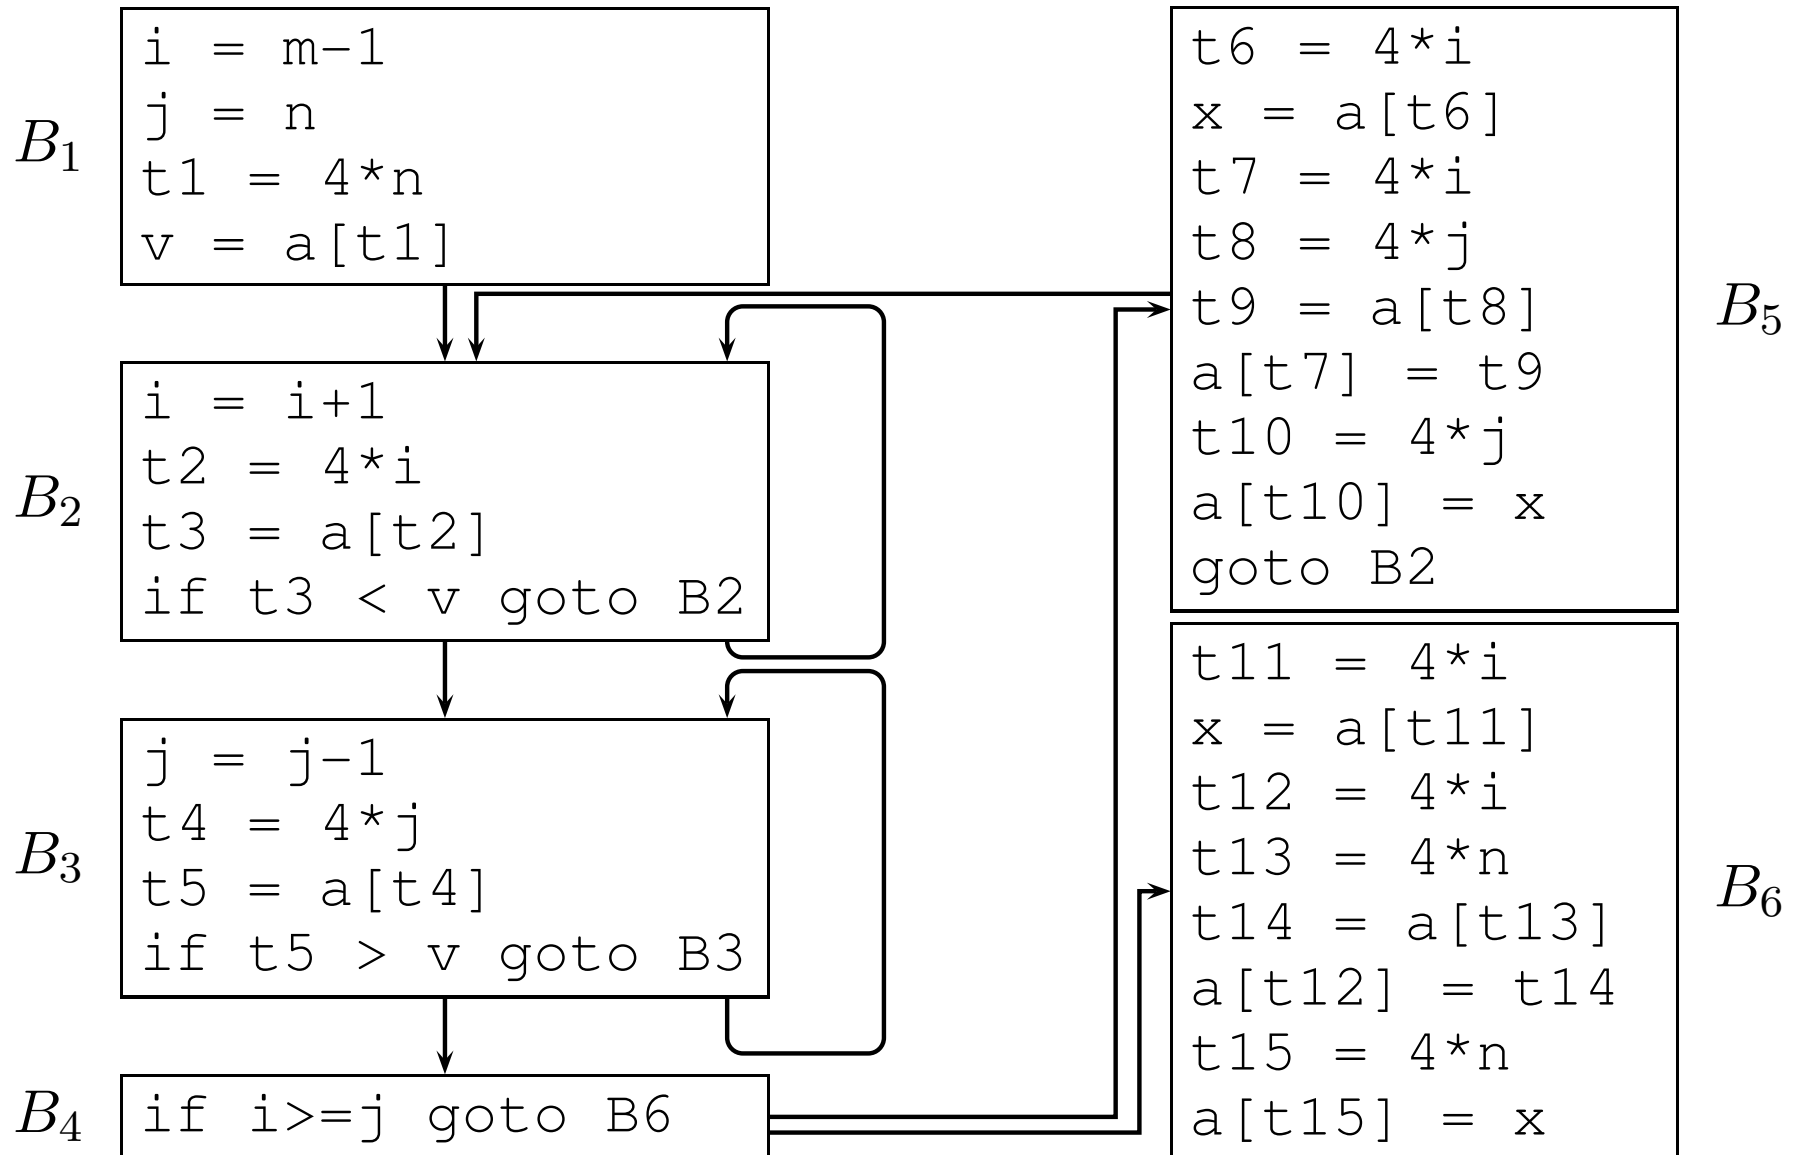 B1
i = m-1
j = n
t1 = 4*n
v = a[t1]
B2
i = i+1
t2 = 4*i
t3 = a[t2]
if t3 < v goto B2
B3
j = j-1
t4 = 4*j
t5 = a[t4]
if t5 > v goto B3
B4
if i>=j goto B6
t6 = 4*i
x = a[t6]
t7 = 4*i
t8 = 4*j
t9 = a[t8]
a[t7] = t9
t10 = 4*j
a[t10] = x
goto B2
B5
t11 = 4*i
x = a[t11]
t12 = 4*i
t13 = 4*n
t14 = a[t13]
a[t12] = t14
t15 = 4*n
a[t15] = x
B6